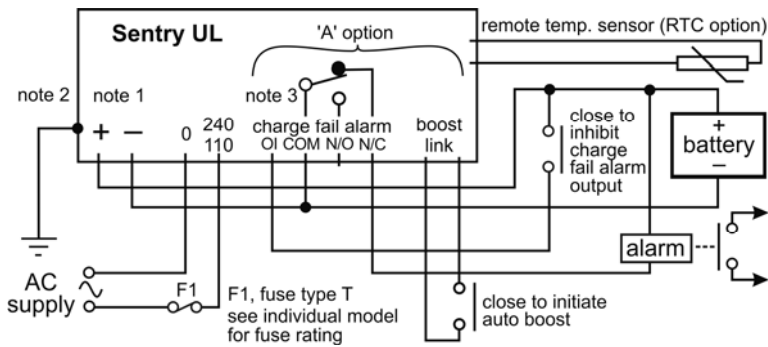 Sentry UL
'A' option
remote temp. sensor (RTC option)
note 2
note 1
note 3
+
−
0
240
110
charge fail alarm
OI COM N/O N/C
boost
link
close to
inhibit
charge
fail alarm
output
+
battery
−
alarm
AC
supply
F1
F1, fuse type T
see individual model
for fuse rating
close to initiate
auto boost